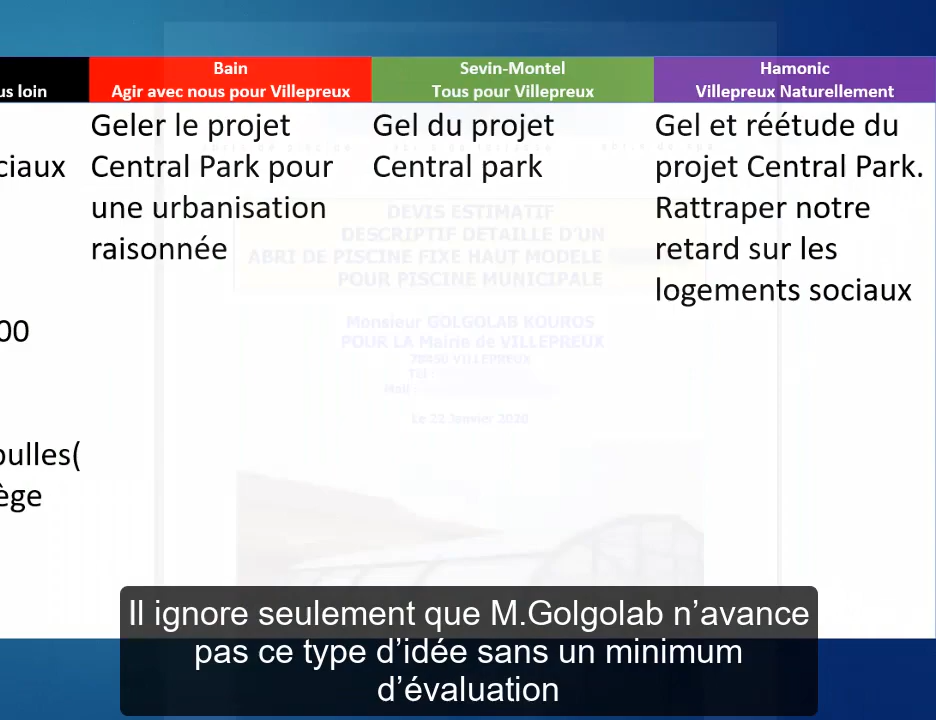 us loin
Bain
Agir avec nous pour Villepreux
Sevin-Montel
Tous pour Villepreux
Hamonic
Villepreux Naturellement
ciaux
00
bulles(
ège
Geler le projet
Central Park pour
une urbanisation
raisonnée
Gel du projet
Central park
Gel et réétude du
projet Central Park.
Rattraper notre
retard sur les
logements sociaux
DEVIS ESTIMATIF
DESCRIPTIF DETAILLE D'UN
ABRI DE PISCINE FIXE HAUT MODELE
POUR PISCINE MUNICIPALE
Monsieur GOLGOLAB KOUROS
POUR LA Mairie de VILLEPREUX
78450 VILLEPREUX
Tél :
Mail :
Le 22 Janvier 2020
Il ignore seulement que M.Golgolab n’avance
pas ce type d’idée sans un minimum
d’évaluation